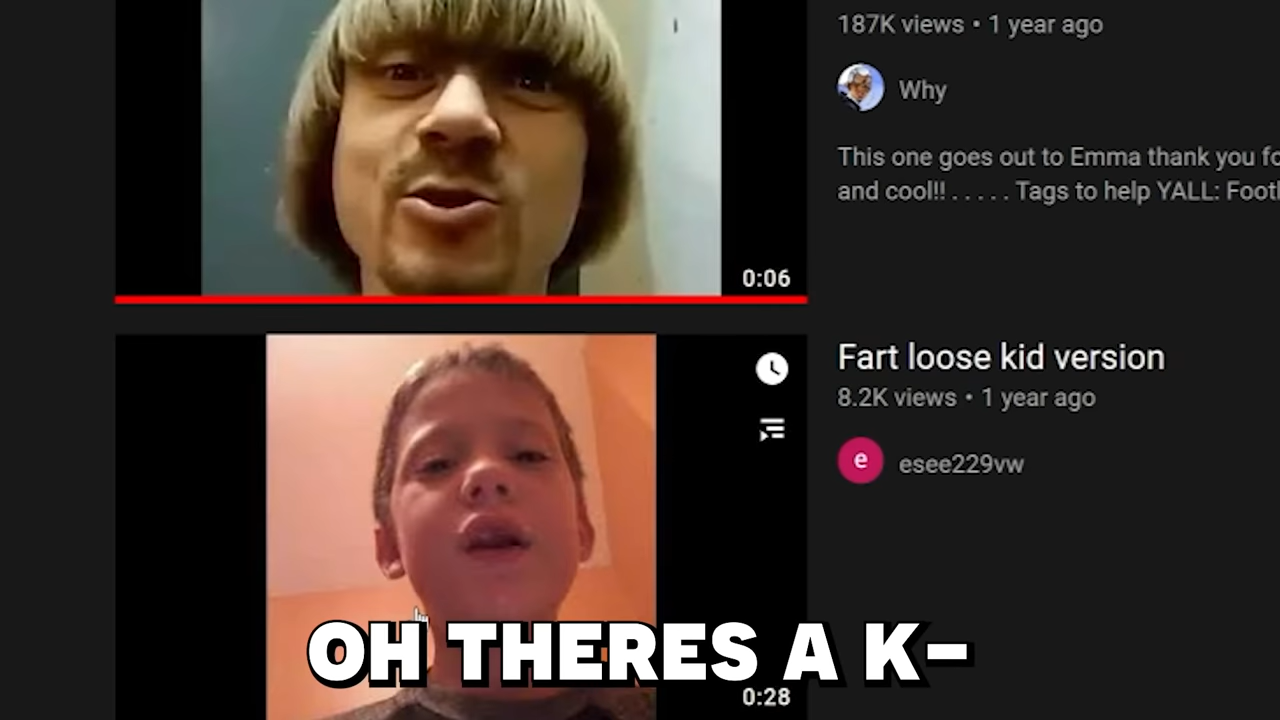 187K views • 1 year ago
Why
This one goes out to Emma thank you fo
and cool!! . . . . . Tags to help YALL: Footb
0:06
Fart loose kid version
8.2K views • 1 year ago
e
esee229vw
OH THERES A K-
0:28